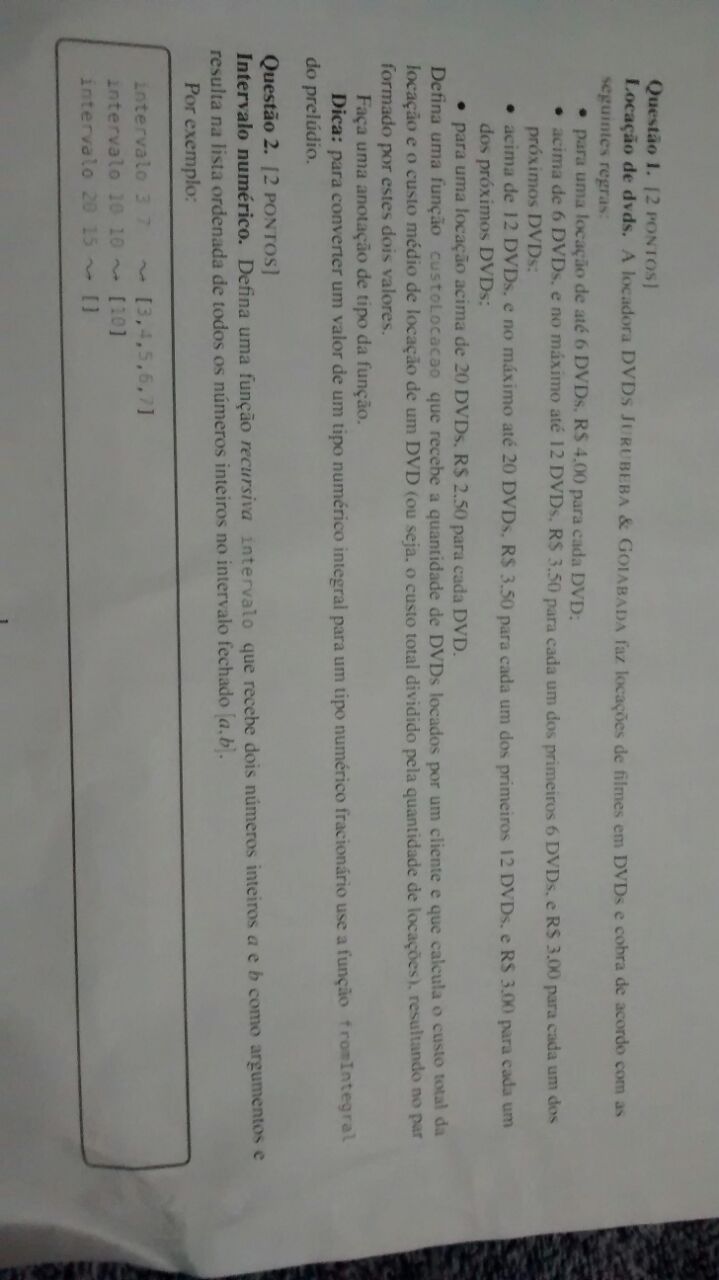 Questão 1. [2 PONTOS]
Locação de dvds. A locadora DVDS JURUBEBA & GOIABADA faz locações de filmes em DVDs e cobra de acordo com as
seguintes regras:
• para uma locação de até 6 DVDs, R$ 4,00 para cada DVD;
• acima de 6 DVDs, e no máximo até 12 DVDs, R$ 3,50 para cada um dos primeiros 6 DVDs, e R$ 3,00 para cada um dos
próximos DVDs;
• acima de 12 DVDs, e no máximo até 20 DVDs, R$ 3,50 para cada um dos primeiros 12 DVDs, e R$ 3,00 para cada um
dos próximos DVDs;
• para uma locação acima de 20 DVDs, R$ 2,50 para cada DVD.
Defina uma função custoLocacao que recebe a quantidade de DVDs locados por um cliente e que calcula o custo total da
locação e o custo médio de locação de um DVD (ou seja, o custo total dividido pela quantidade de locações), resultando no par
formado por estes dois valores.
Faça uma anotação de tipo da função.
Dica: para converter um valor de um tipo numérico integral para um tipo numérico fracionário use a função fromIntegral
do prelúdio.
Questão 2. [2 PONTOS]
Intervalo numérico. Defina uma função recursiva intervalo que recebe dois números inteiros a e b como argumentos e
resulta na lista ordenada de todos os números inteiros no intervalo fechado [a,b].
Por exemplo:
intervalo 3 7 ⤳ [3,4,5,6,7]
intervalo 10 10 ⤳ [10]
intervalo 20 15 ⤳ []
1